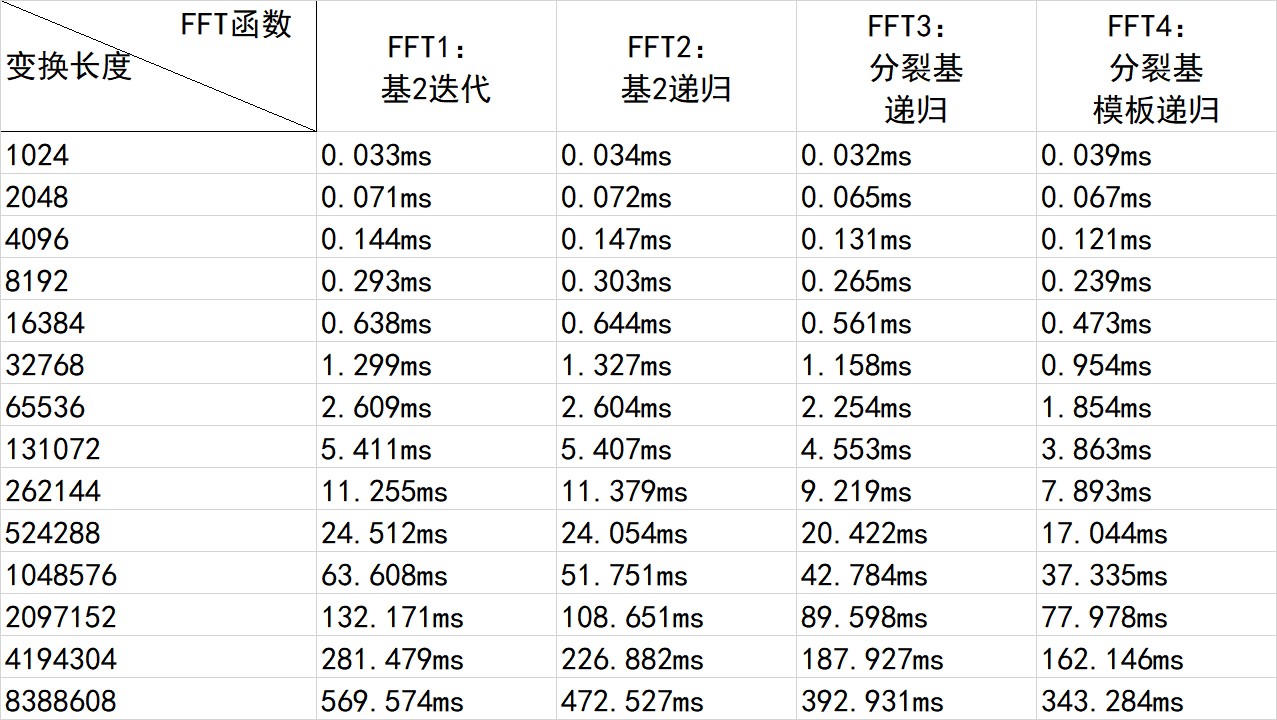 FFT函数
变换长度
FFT1:
基2迭代
FFT2:
基2递归
FFT3:
分裂基
递归
FFT4:
分裂基
模板递归
1024 0.033ms 0.034ms 0.032ms 0.039ms
2048 0.071ms 0.072ms 0.065ms 0.067ms
4096 0.144ms 0.147ms 0.131ms 0.121ms
8192 0.293ms 0.303ms 0.265ms 0.239ms
16384 0.638ms 0.644ms 0.561ms 0.473ms
32768 1.299ms 1.327ms 1.158ms 0.954ms
65536 2.609ms 2.604ms 2.254ms 1.854ms
131072 5.411ms 5.407ms 4.553ms 3.863ms
262144 11.255ms 11.379ms 9.219ms 7.893ms
524288 24.512ms 24.054ms 20.422ms 17.044ms
1048576 63.608ms 51.751ms 42.784ms 37.335ms
2097152 132.171ms 108.651ms 89.598ms 77.978ms
4194304 281.479ms 226.882ms 187.927ms 162.146ms
8388608 569.574ms 472.527ms 392.931ms 343.284ms